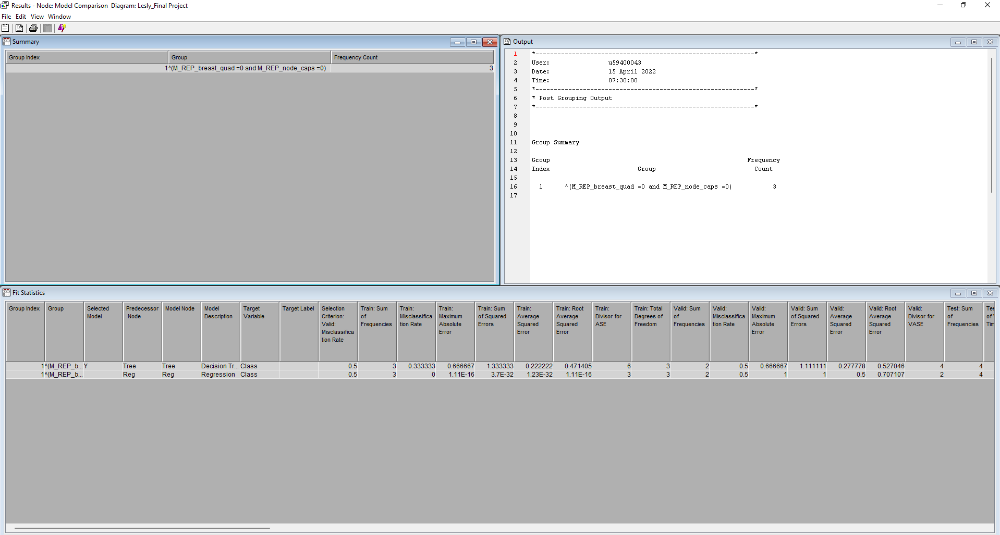 Results - Node: Model Comparison  Diagram: Lesly_Final Project
File Edit View Window
Summary
Group Index Group Frequency Count
1 ^(M_REP_breast_quad =0 and M_REP_node_caps =0) 3
Output
1 *------------------------------------------------------------*
2 User: u59400043
3 Date: 15 April 2022
4 Time: 07:30:00
5 *------------------------------------------------------------*
6 * Post Grouping Output
7 *------------------------------------------------------------*
8
9
10
11 Group Summary
12
13 Group Frequency
14 Index Group Count
15
16 1 ^(M_REP_breast_quad =0 and M_REP_node_caps =0) 3
17
Fit Statistics
Group Index Group Selected Model Predecessor Node Model Node Model Description Target Variable Target Label Selection Criterion: Valid: Misclassifica tion Rate Train: Sum of Frequencies Train: Misclassifica tion Rate Train: Maximum Absolute Error Train: Sum of Squared Errors Train: Average Squared Error Train: Root Average Squared Error Train: Divisor for ASE Train: Total Degrees of Freedom Valid: Sum of Frequencies Valid: Misclassifica tion Rate Valid: Maximum Absolute Error Valid: Sum of Squared Errors Valid: Average Squared Error Valid: Root Average Squared Error Valid: Divisor for VASE Test: Sum of Frequencies
1 ^(M_REP_b... Y Tree Tree Decision Tr... Class 0.5 3 0.333333 0.666667 1.333333 0.222222 0.471405 6 3 2 0.5 0.666667 1.111111 0.277778 0.527046 4 4
1 ^(M_REP_b... Reg Reg Regression Class 0.5 3 0 1.11E-16 3.7E-32 1.23E-32 1.11E-16 3 3 2 0.5 1 1 0.5 0.707107 2 4